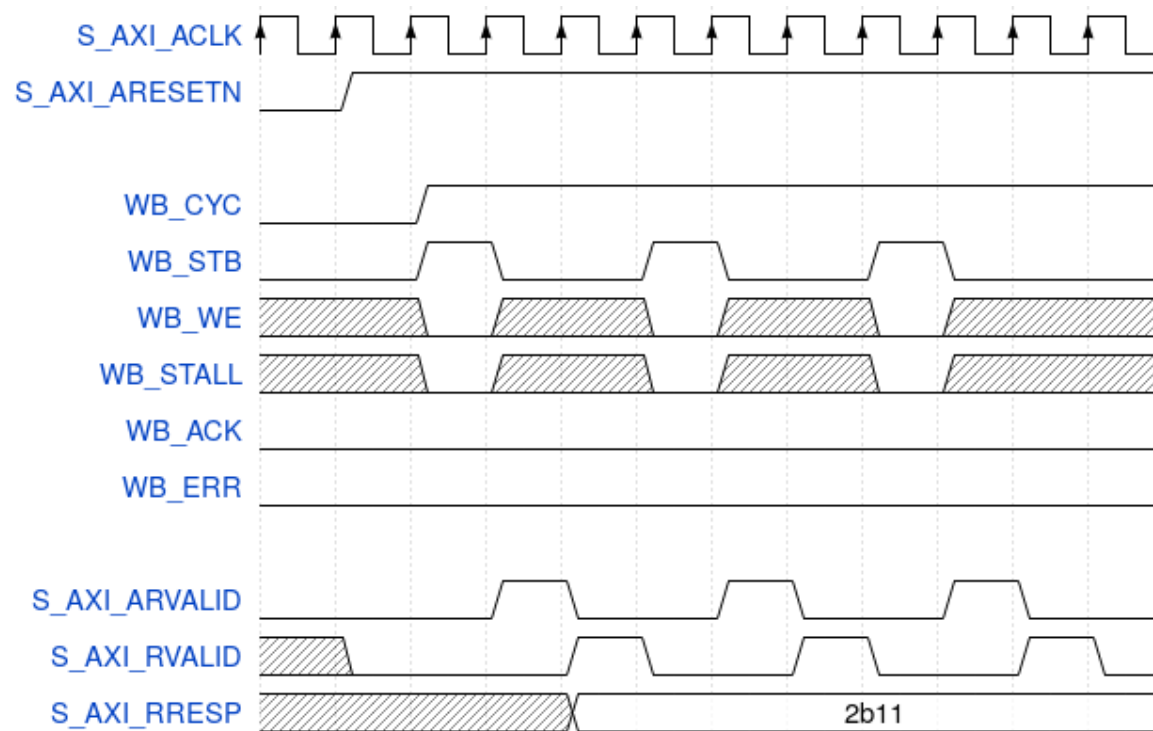 S_AXI_ACLK
S_AXI_ARESETN
WB_CYC
WB_STB
WB_WE
WB_STALL
WB_ACK
WB_ERR
S_AXI_ARVALID
S_AXI_RVALID
S_AXI_RRESP
2b11